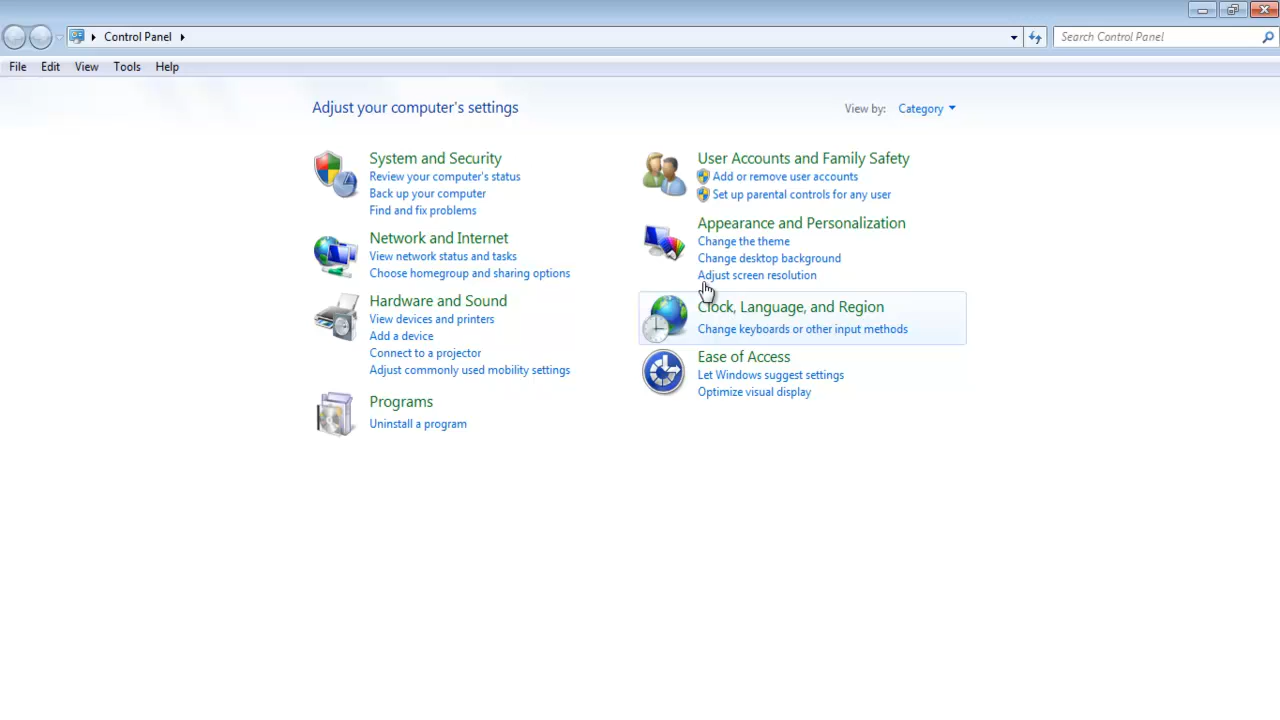 Control Panel
Search Control Panel
File Edit View Tools Help
Adjust your computer's settings
View by: Category
System and Security
Review your computer's status
Back up your computer
Find and fix problems
Network and Internet
View network status and tasks
Choose homegroup and sharing options
Hardware and Sound
View devices and printers
Add a device
Connect to a projector
Adjust commonly used mobility settings
Programs
Uninstall a program
User Accounts and Family Safety
Add or remove user accounts
Set up parental controls for any user
Appearance and Personalization
Change the theme
Change desktop background
Adjust screen resolution
Clock, Language, and Region
Change keyboards or other input methods
Ease of Access
Let Windows suggest settings
Optimize visual display